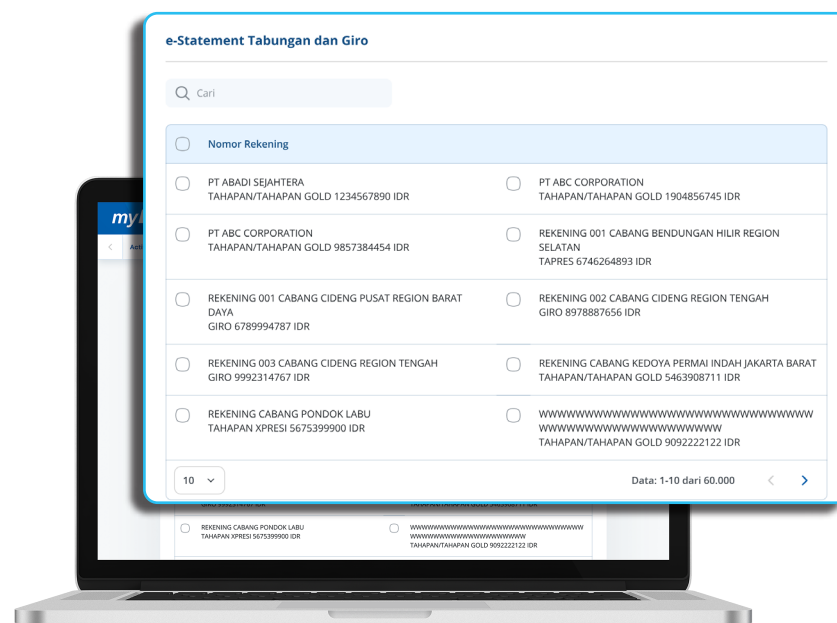 e-Statement Tabungan dan Giro
Cari
Nomor Rekening
PT ABADI SEJAHTERA
TAHAPAN/TAHAPAN GOLD 1234567890 IDR
PT ABC CORPORATION
TAHAPAN/TAHAPAN GOLD 1904856745 IDR
PT ABC CORPORATION
TAHAPAN/TAHAPAN GOLD 9857384454 IDR
REKENING 001 CABANG BENDUNGAN HILIR REGION
SELATAN
TAPRES 6746264893 IDR
REKENING 001 CABANG CIDENG PUSAT REGION BARAT
DAYA
GIRO 6789994787 IDR
REKENING 002 CABANG CIDENG REGION TENGAH
GIRO 8978887656 IDR
REKENING 003 CABANG CIDENG REGION TENGAH
GIRO 9992314767 IDR
REKENING CABANG KEDOYA PERMAI INDAH JAKARTA BARAT
TAHAPAN/TAHAPAN GOLD 5463908711 IDR
REKENING CABANG PONDOK LABU
TAHAPAN XPRESI 5675399900 IDR
WWWWWWWWWWWWWWWWWWWWWWWWWWWWWW
WWWWWWWWWWWWWWWWWWWW
TAHAPAN/TAHAPAN GOLD 9092222122 IDR
10
Data: 1-10 dari 60.000
my
Acti
REKENING CABANG PONDOK LABU
TAHAPAN XPRESI 5675399900 IDR
WWWWWWWWWWWWWWWWWWWWWWWWWWWWWW
WWWWWWWWWWWWWWWWWWWW
TAHAPAN/TAHAPAN GOLD 9092222122 IDR